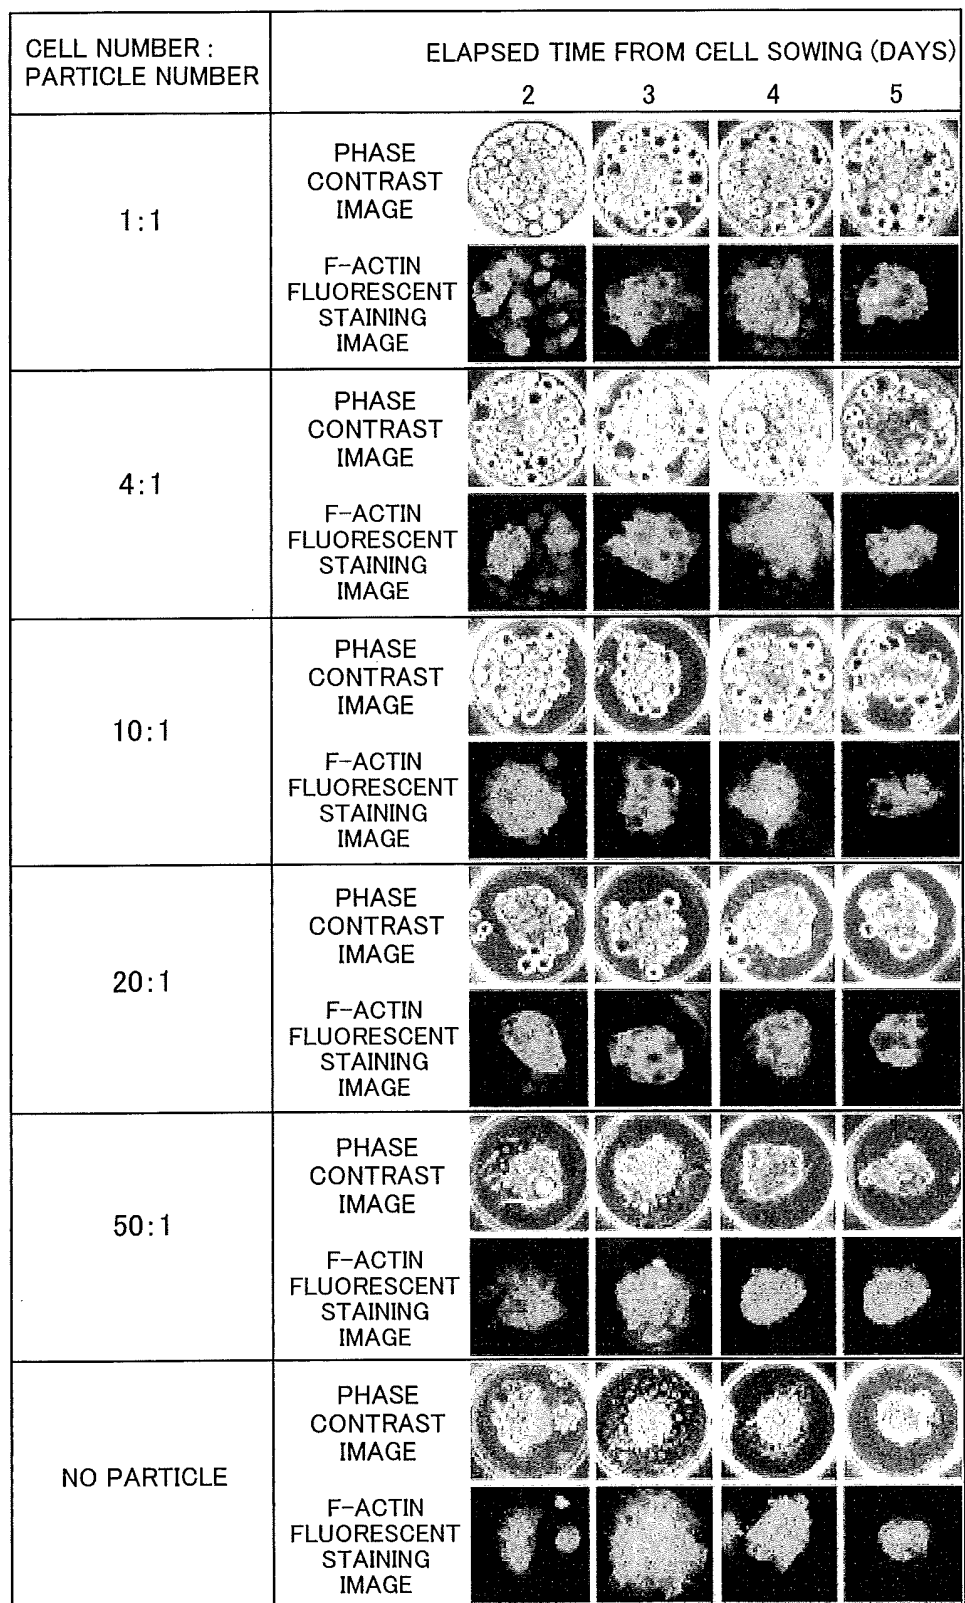 CELL NUMBER :
PARTICLE NUMBER
ELAPSED TIME FROM CELL SOWING (DAYS)
2 3 4 5
1:1
PHASE
CONTRAST
IMAGE
F-ACTIN
FLUORESCENT
STAINING
IMAGE
4:1
PHASE
CONTRAST
IMAGE
F-ACTIN
FLUORESCENT
STAINING
IMAGE
10:1
PHASE
CONTRAST
IMAGE
F-ACTIN
FLUORESCENT
STAINING
IMAGE
20:1
PHASE
CONTRAST
IMAGE
F-ACTIN
FLUORESCENT
STAINING
IMAGE
50:1
PHASE
CONTRAST
IMAGE
F-ACTIN
FLUORESCENT
STAINING
IMAGE
NO PARTICLE
PHASE
CONTRAST
IMAGE
F-ACTIN
FLUORESCENT
STAINING
IMAGE